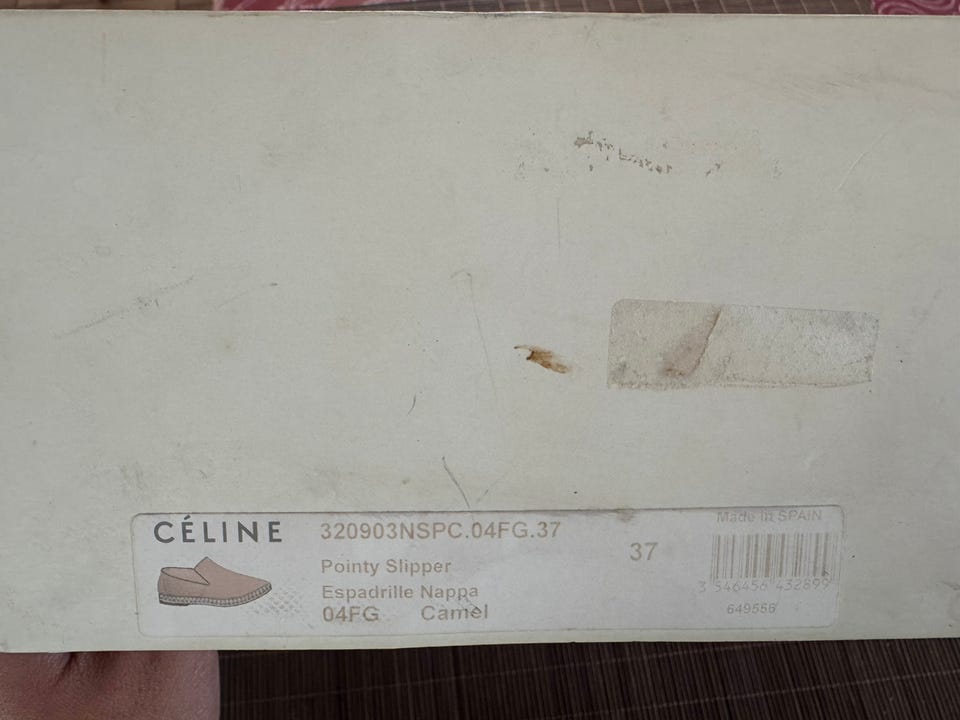 CÉLINE
320903NSPC.04FG.37
Pointy Slipper
Espadrille Nappa
04FG Camel
37
Made in SPAIN
3 546456 432899
649556